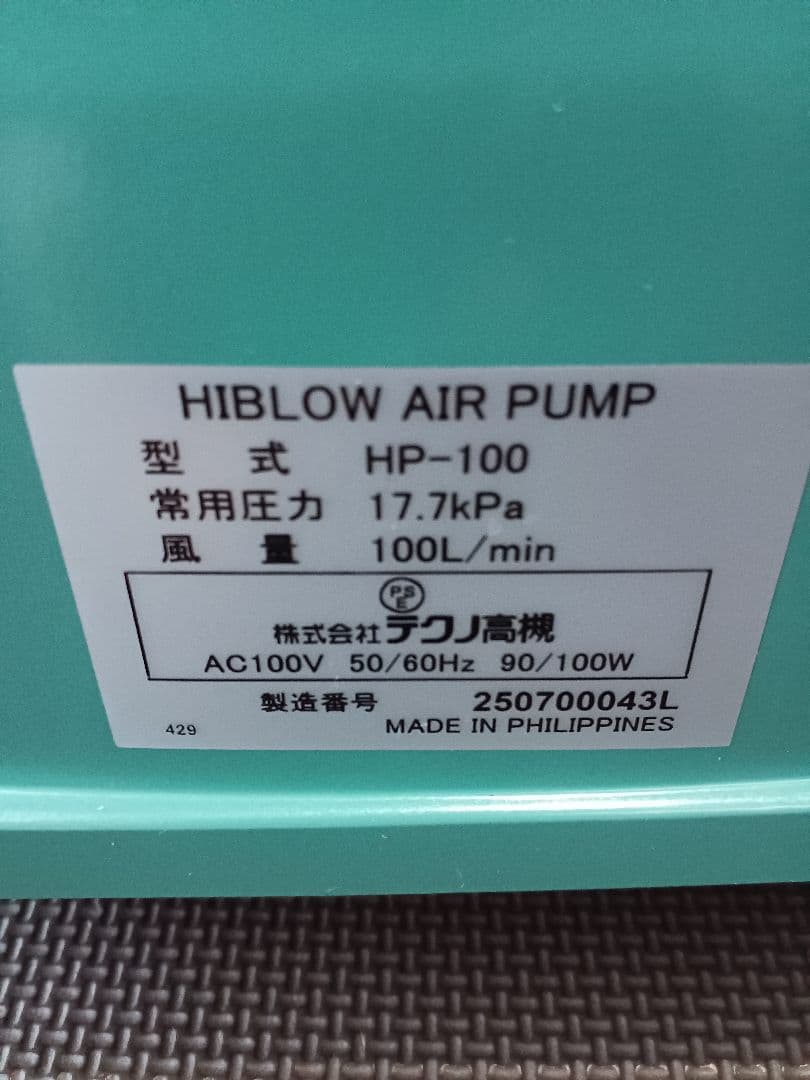 HIBLOW AIR PUMP
型 式 HP-100
常用圧力 17.7kPa
風 量 100L/min
PSE
株式会社テクノ高槻
AC100V 50/60Hz 90/100W
製造番号 250700043L
429 MADE IN PHILIPPINES